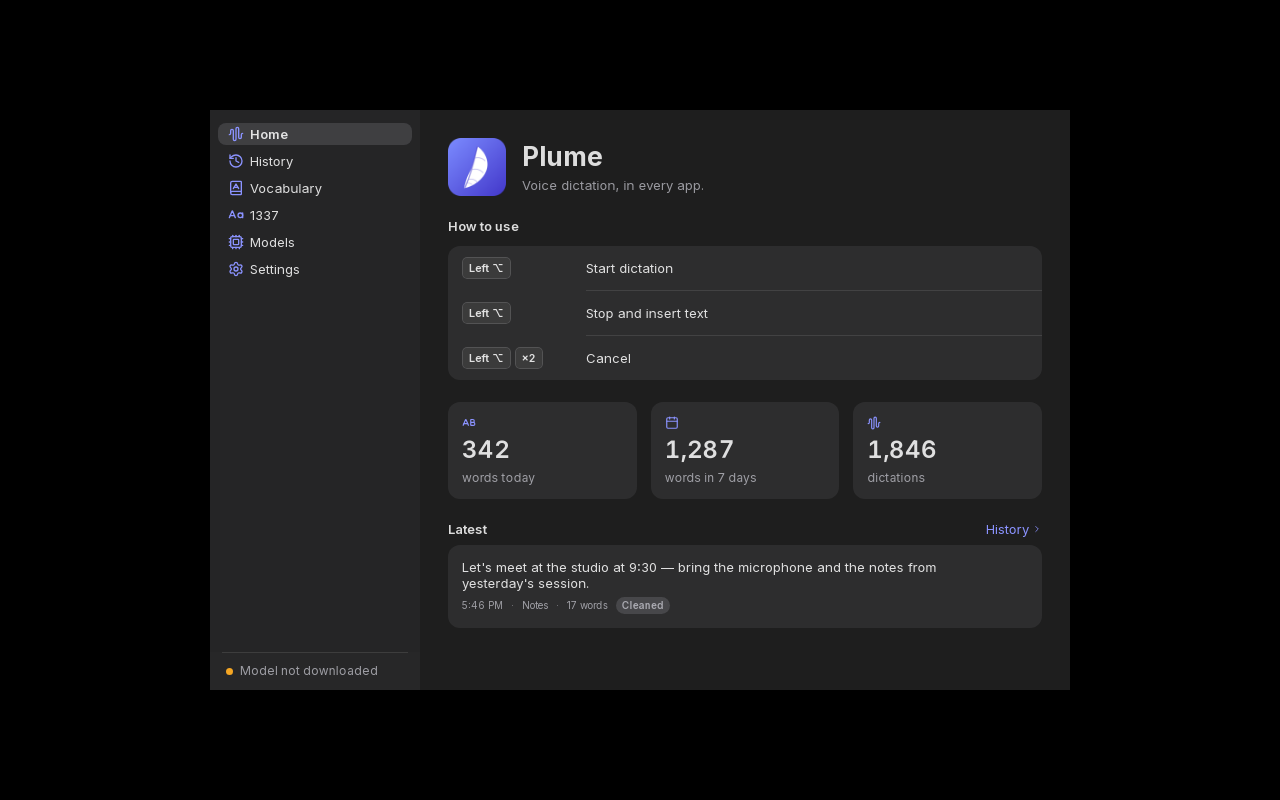 Home
History
Vocabulary
Aa 1337
Models
Settings
Model not downloaded
Plume
Voice dictation, in every app.
How to use
Left ⌥ Start dictation
Left ⌥ Stop and insert text
Left ⌥ ×2 Cancel
AB
342
words today
1,287
words in 7 days
1,846
dictations
Latest
History >
Let's meet at the studio at 9:30 — bring the microphone and the notes from
yesterday's session.
5:46 PM · Notes · 17 words Cleaned